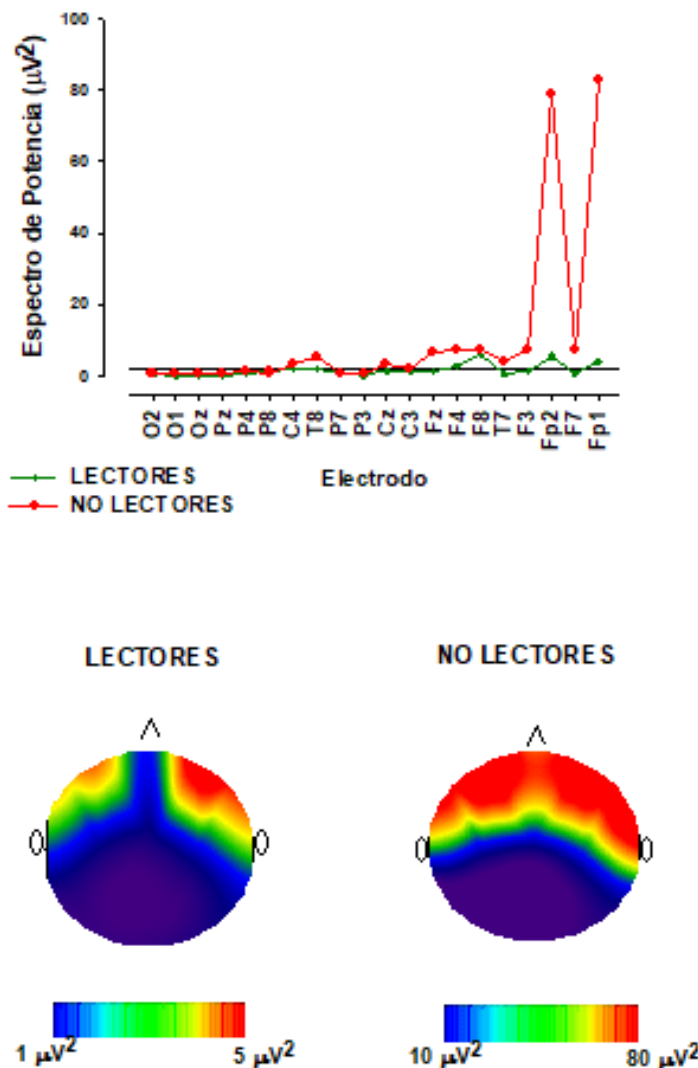 100
80
60
40
20
0
Espectro de Potencia (µV²)
O2 O1 Oz Pz P4 P8 C4 T8 P7 P3 Cz C3 Fz F4 F8 T7 F3 Fp2 F7 Fp1
Electrodo
LECTORES
NO LECTORES
LECTORES NO LECTORES
1 µV² 5 µV² 10 µV² 80 µV²